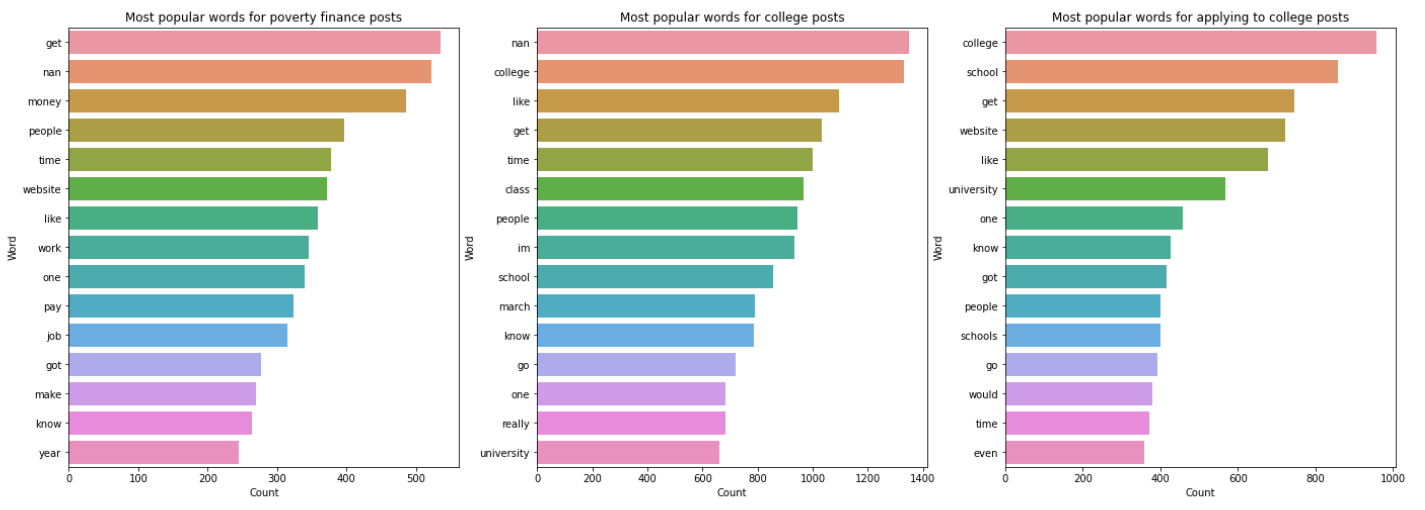 Most popular words for poverty finance posts
get
nan
money
people
time
website
like
work
one
pay
job
got
make
know
year
Word
0 100 200 300 400 500
Count
Most popular words for college posts
nan
college
like
get
time
class
people
im
school
march
know
go
one
really
university
Word
0 200 400 600 800 1000 1200 1400
Count
Most popular words for applying to college posts
college
school
get
website
like
university
one
know
got
people
schools
go
would
time
even
Word
0 200 400 600 800 1000
Count